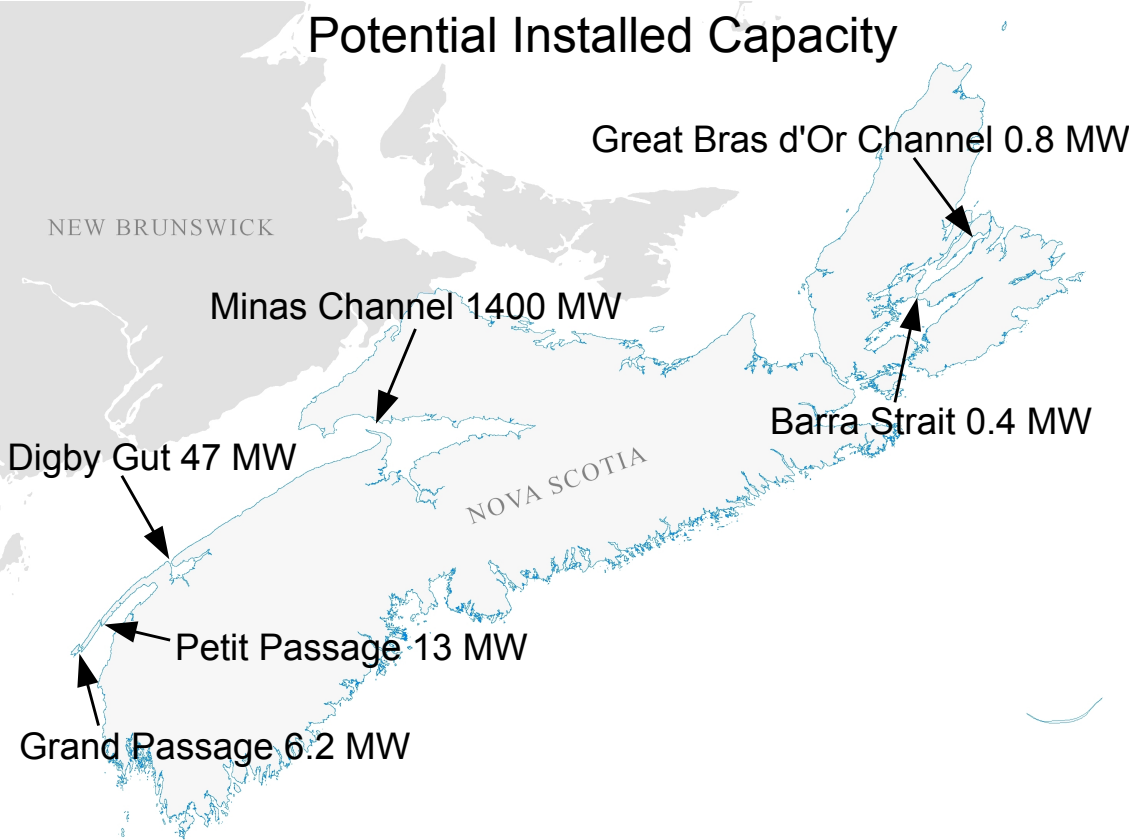 Potential Installed Capacity
Great Bras d'Or Channel 0.8 MW
NEW BRUNSWICK
Minas Channel 1400 MW
Barra Strait 0.4 MW
Digby Gut 47 MW
NOVA SCOTIA
Petit Passage 13 MW
Grand Passage 6.2 MW